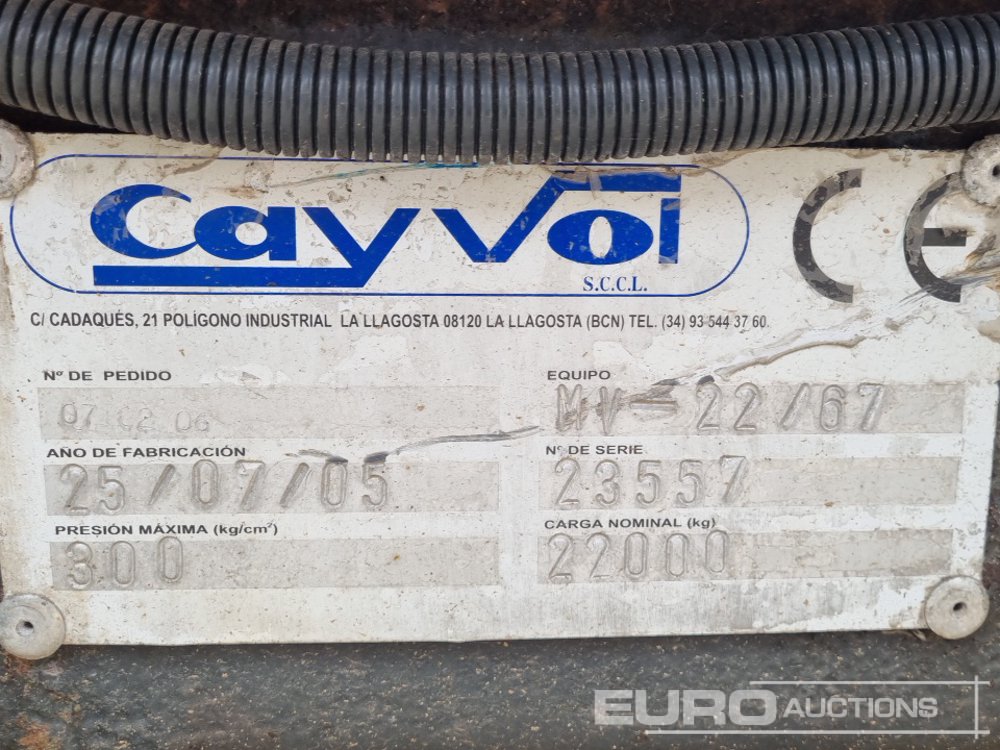 Cayvol
S.C.C.L.
CE
C/ CADAQUÉS, 21 POLÍGONO INDUSTRIAL LA LLAGOSTA 08120 LA LLAGOSTA (BCN) TEL. (34) 93 544 37 60.
Nº DE PEDIDO
EQUIPO
MV-22/67
AÑO DE FABRICACIÓN
Nº DE SERIE
25/07/05
23557
PRESIÓN MÁXIMA (kg/cm²)
CARGA NOMINAL (kg)
300
22000
EURO AUCTIONS